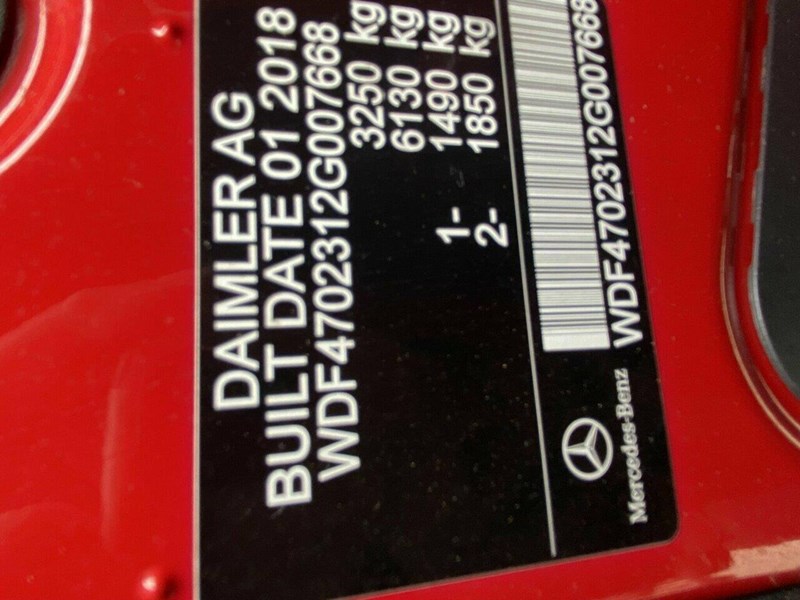 DAIMLER AG
BUILT DATE 01 2018
WDF4702312G007668
3250 kg
6130 kg
1- 1490 kg
2- 1850 kg
WDF4702312G007668
Mercedes-Benz